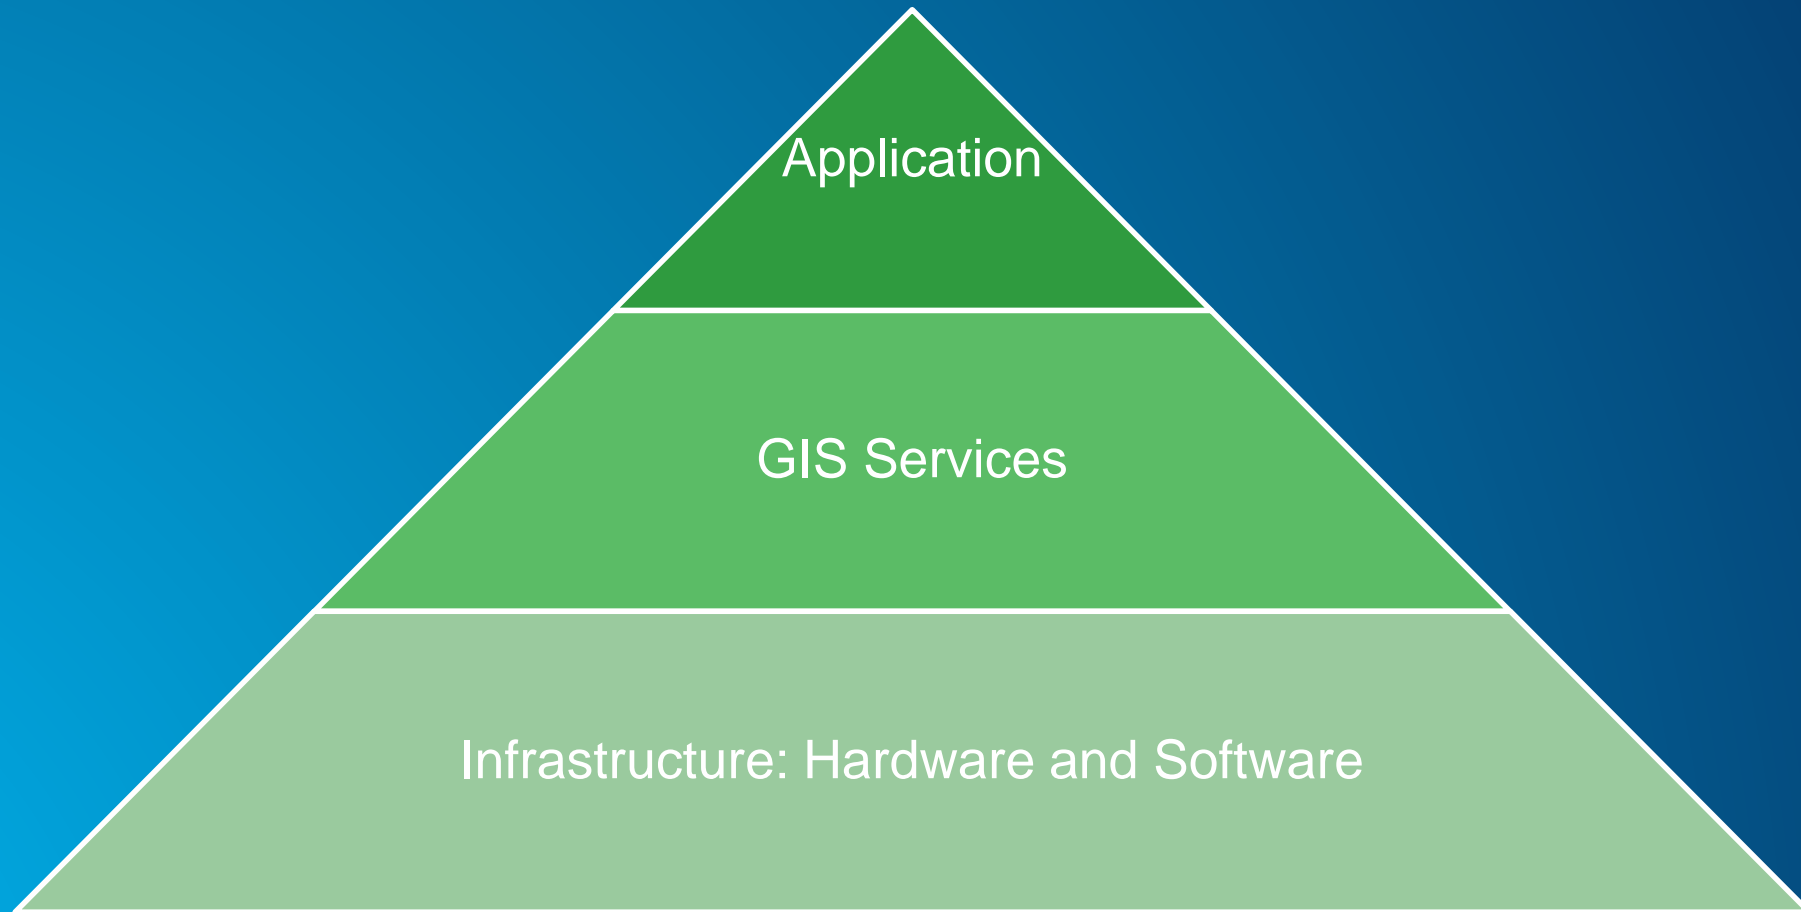 Application
GIS Services
Infrastructure: Hardware and Software